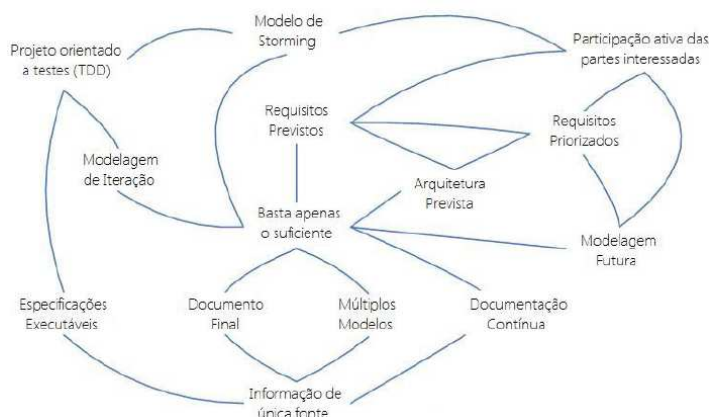 Modelo de
Storming
Projeto orientado
a testes (TDD)
Participação ativa das
partes interessadas
Requisitos
Previstos
Requisitos
Priorizados
Modelagem
de Iteração
Arquitetura
Prevista
Basta apenas
o suficiente
Modelagem
Futura
Especificações
Executáveis
Documento
Final
Múltiplos
Modelos
Documentação
Contínua
Informação de
única fonte